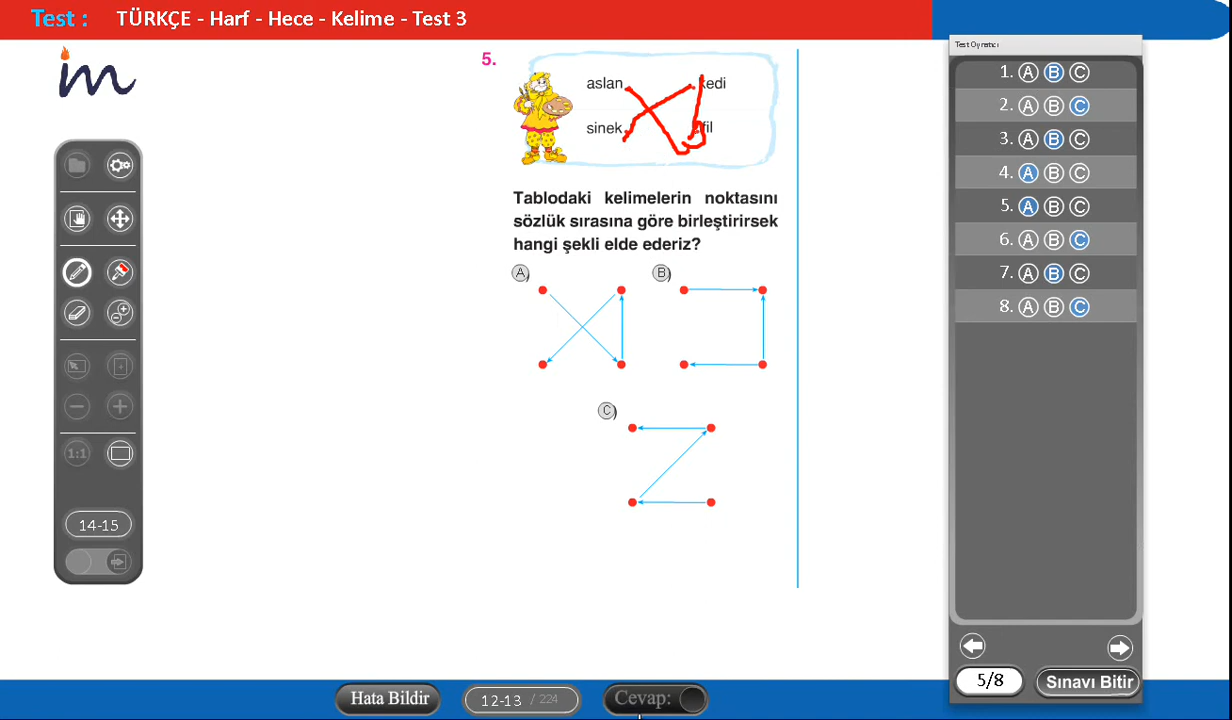 Test : TÜRKÇE - Harf - Hece - Kelime - Test 3
im
5.
aslan kedi
sinek fil
Tablodaki kelimelerin noktasını
sözlük sırasına göre birleştirirsek
hangi şekli elde ederiz?
A) B)
C)
1:1
14-15
Test Oynatıcı
1. A B C
2. A B C
3. A B C
4. A B C
5. A B C
6. A B C
7. A B C
8. A B C
5/8 Sınavı Bitir
Hata Bildir 12-13 / 224 Cevap: